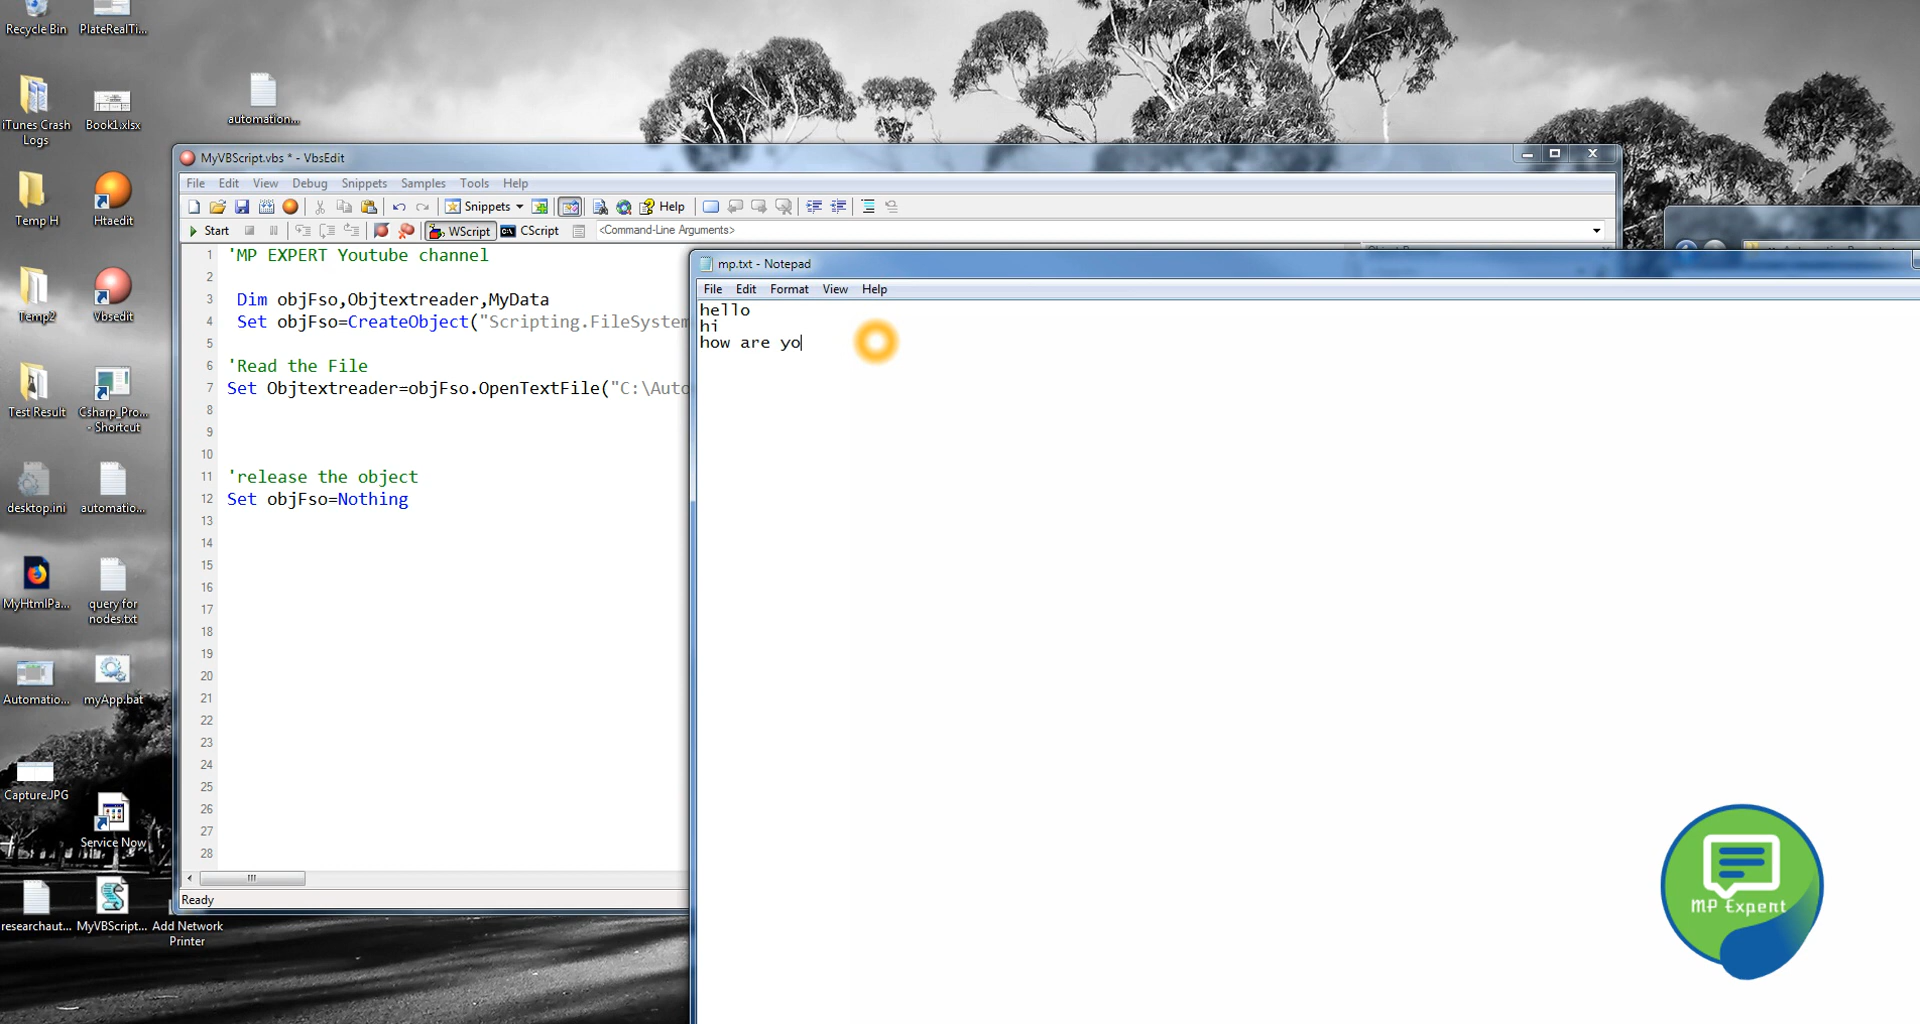 Recycle Bin
PlateRealTi...
iTunes Crash
Logs
Book1.xlsx
automation...
Temp H
Htaedit
Temp2
Vbsedit
Test Result
Csharp_Pro...
- Shortcut
desktop.ini
automatio...
MyHtmlPa...
query for
nodes.txt
Automatio...
myApp.bat
Capture.JPG
Service Now
researchaut...
MyVBScript...
Add Network
Printer
MyVBScript.vbs * - VbsEdit
File Edit View Debug Snippets Samples Tools Help
Snippets Help
Start WScript CScript <Command-Line Arguments>
1 'MP EXPERT Youtube channel
2
3 Dim objFso,Objtextreader,MyData
4 Set objFso=CreateObject("Scripting.FileSystem
5
6 'Read the File
7 Set Objtextreader=objFso.OpenTextFile("C:\Auto
8
9
10
11 'release the object
12 Set objFso=Nothing
13
14
15
16
17
18
19
20
21
22
23
24
25
26
27
28
Ready
mp.txt - Notepad
File Edit Format View Help
hello
hi
how are yo
MP Expert